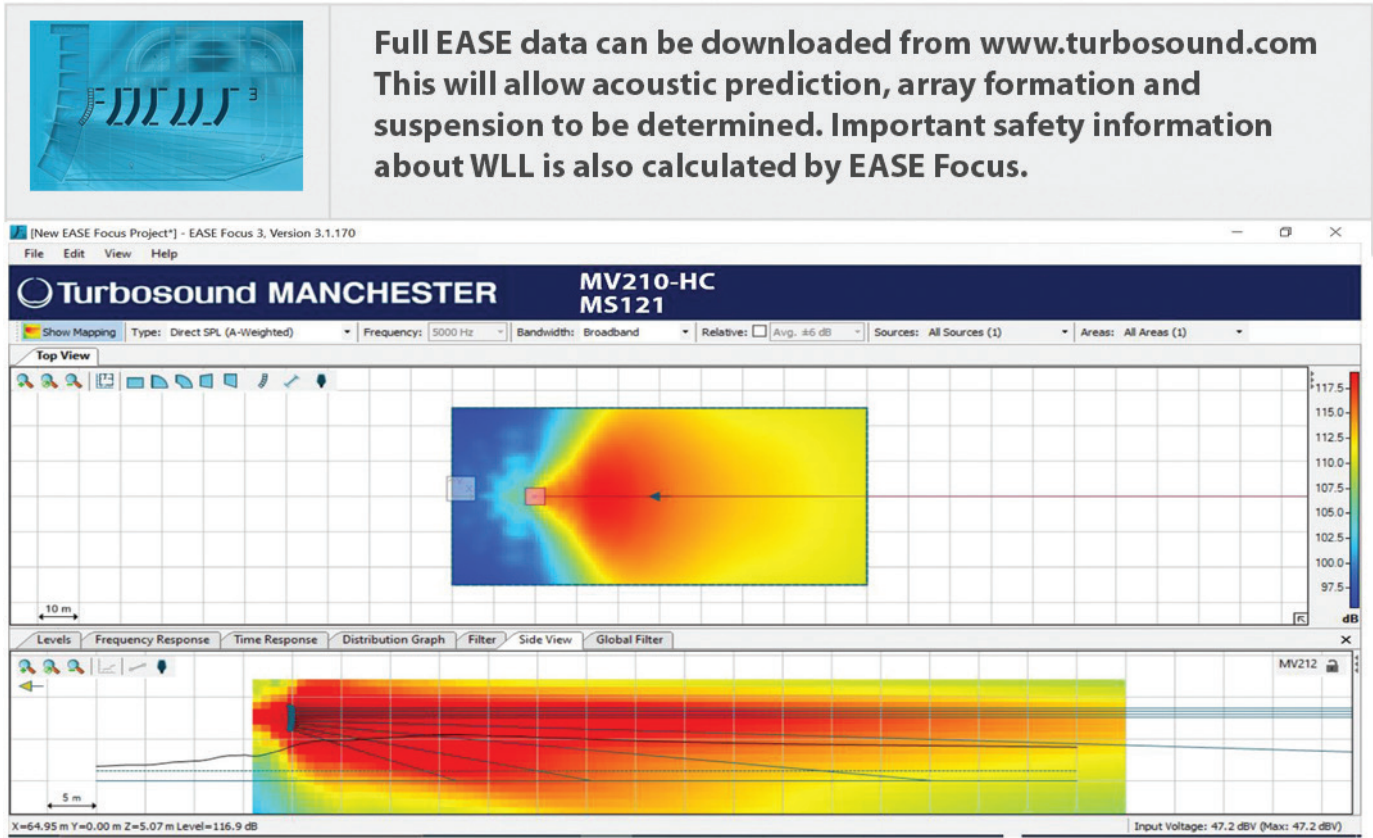 Full EASE data can be downloaded from www.turbosound.com
This will allow acoustic prediction, array formation and
suspension to be determined. Important safety information
about WLL is also calculated by EASE Focus.
[New EASE Focus Project*] - EASE Focus 3, Version 3.1.170
File Edit View Help
Turbosound MANCHESTER
MV210-HC
MS121
Show Mapping Type: Direct SPL (A-Weighted) Frequency: 5000 Hz Bandwidth: Broadband Relative: Avg. ±6 dB Sources: All Sources (1) Areas: All Areas (1)
Top View
117.5
115.0
112.5
110.0
107.5
105.0
102.5
100.0
97.5
dB
10 m
Levels Frequency Response Time Response Distribution Graph Filter Side View Global Filter
MV212
5 m
X=64.95 m Y=0.00 m Z=5.07 m Level=116.9 dB
Input Voltage: 47.2 dBV (Max: 47.2 dBV)